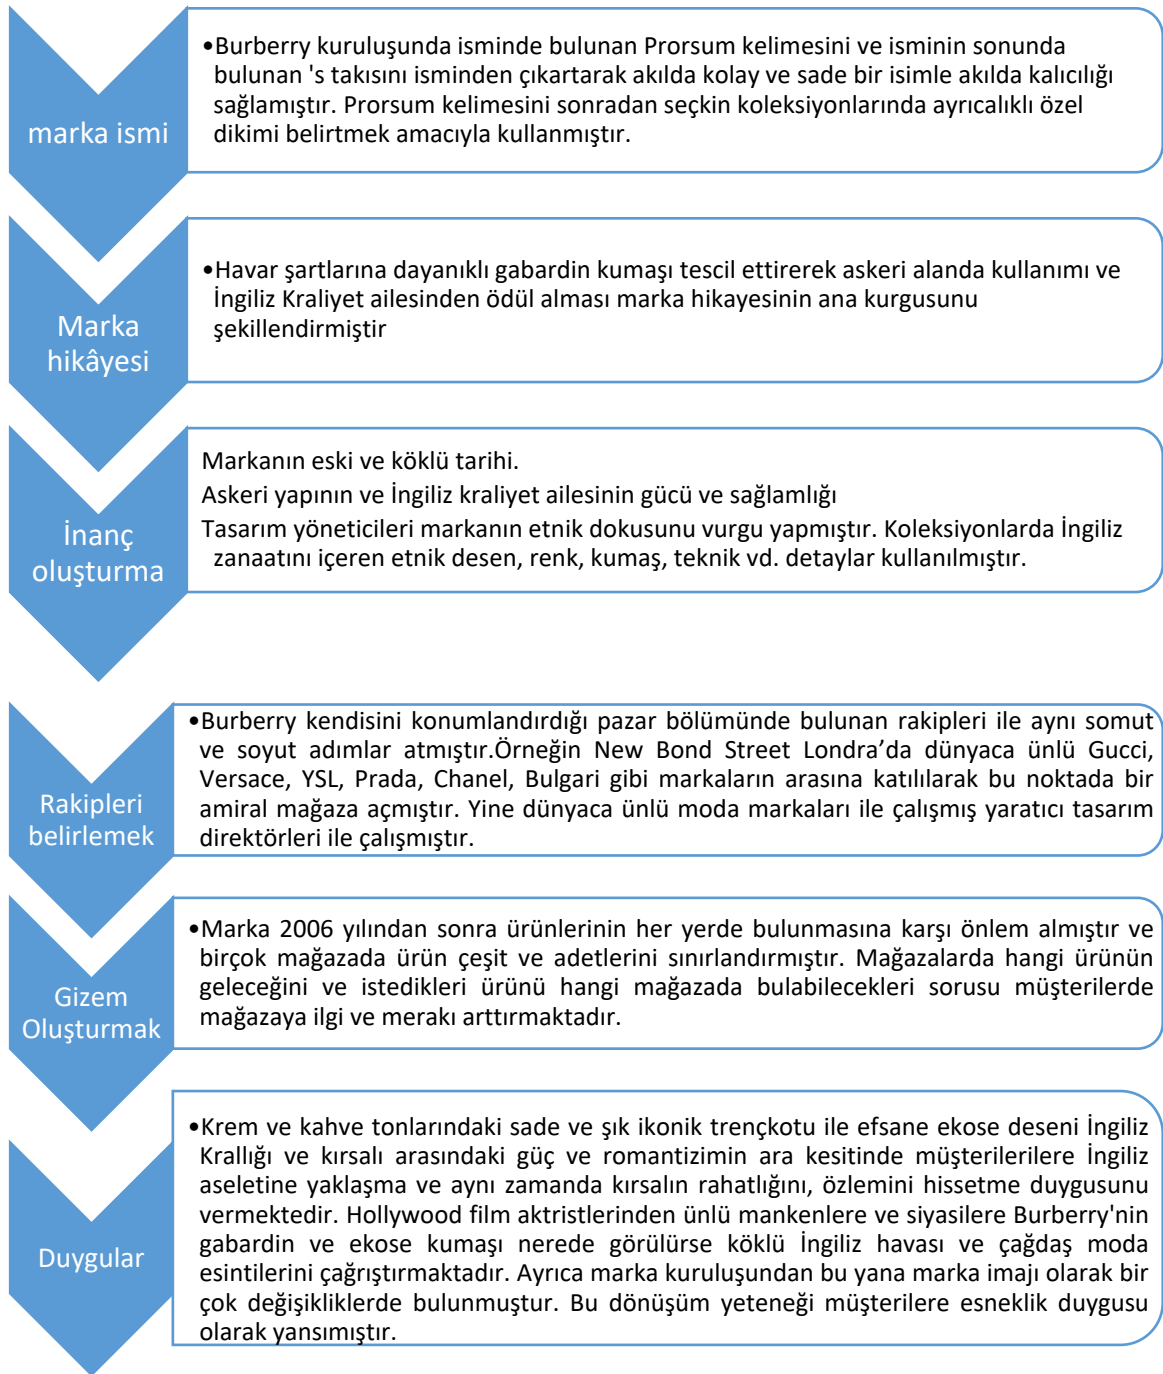 marka ismi
•Burberry kuruluşunda isminde bulunan Prorsum kelimesini ve isminin sonunda
bulunan 's takısını isminden çıkartarak akılda kolay ve sade bir isimle akılda kalıcılığı
sağlamıştır. Prorsum kelimesini sonradan seçkin koleksiyonlarında ayrıcalıklı özel
dikimi belirtmek amacıyla kullanmıştır.
Marka
hikâyesi
•Havar şartlarına dayanıklı gabardin kumaşı tescil ettirerek askeri alanda kullanımı ve
İngiliz Kraliyet ailesinden ödül alması marka hikayesinin ana kurgusunu
şekillendirmiştir
İnanç
oluşturma
Markanın eski ve köklü tarihi.
Askeri yapının ve İngiliz kraliyet ailesinin gücü ve sağlamlığı
Tasarım yöneticileri markanın etnik dokusunu vurgu yapmıştır. Koleksiyonlarda İngiliz
zanaatını içeren etnik desen, renk, kumaş, teknik vd. detaylar kullanılmıştır.
Rakipleri
belirlemek
•Burberry kendisini konumlandırdığı pazar bölümünde bulunan rakipleri ile aynı somut
ve soyut adımlar atmıştır.Örneğin New Bond Street Londra’da dünyaca ünlü Gucci,
Versace, YSL, Prada, Chanel, Bulgari gibi markaların arasına katılılarak bu noktada bir
amiral mağaza açmıştır. Yine dünyaca ünlü moda markaları ile çalışmış yaratıcı tasarım
direktörleri ile çalışmıştır.
Gizem
Oluşturmak
•Marka 2006 yılından sonra ürünlerinin her yerde bulunmasına karşı önlem almıştır ve
birçok mağazada ürün çeşit ve adetlerini sınırlandırmıştır. Mağazalarda hangi ürünün
geleceğini ve istedikleri ürünü hangi mağazada bulabilecekleri sorusu müşterilerde
mağazaya ilgi ve merakı arttırmaktadır.
Duygular
•Krem ve kahve tonlarındaki sade ve şık ikonik trençkotu ile efsane ekose deseni İngiliz
Krallığı ve kırsalı arasındaki güç ve romantizimin ara kesitinde müşterilerilere İngiliz
aseletine yaklaşma ve aynı zamanda kırsalın rahatlığını, özlemini hissetme duygusunu
vermektedir. Hollywood film aktristlerinden ünlü mankenlere ve siyasilere Burberry'nin
gabardin ve ekose kumaşı nerede görülürse köklü İngiliz havası ve çağdaş moda
esintilerini çağrıştırmaktadır. Ayrıca marka kuruluşundan bu yana marka imajı olarak bir
çok değişikliklerde bulunmuştur. Bu dönüşüm yeteneği müşterilere esneklik duygusu
olarak yansımıştır.